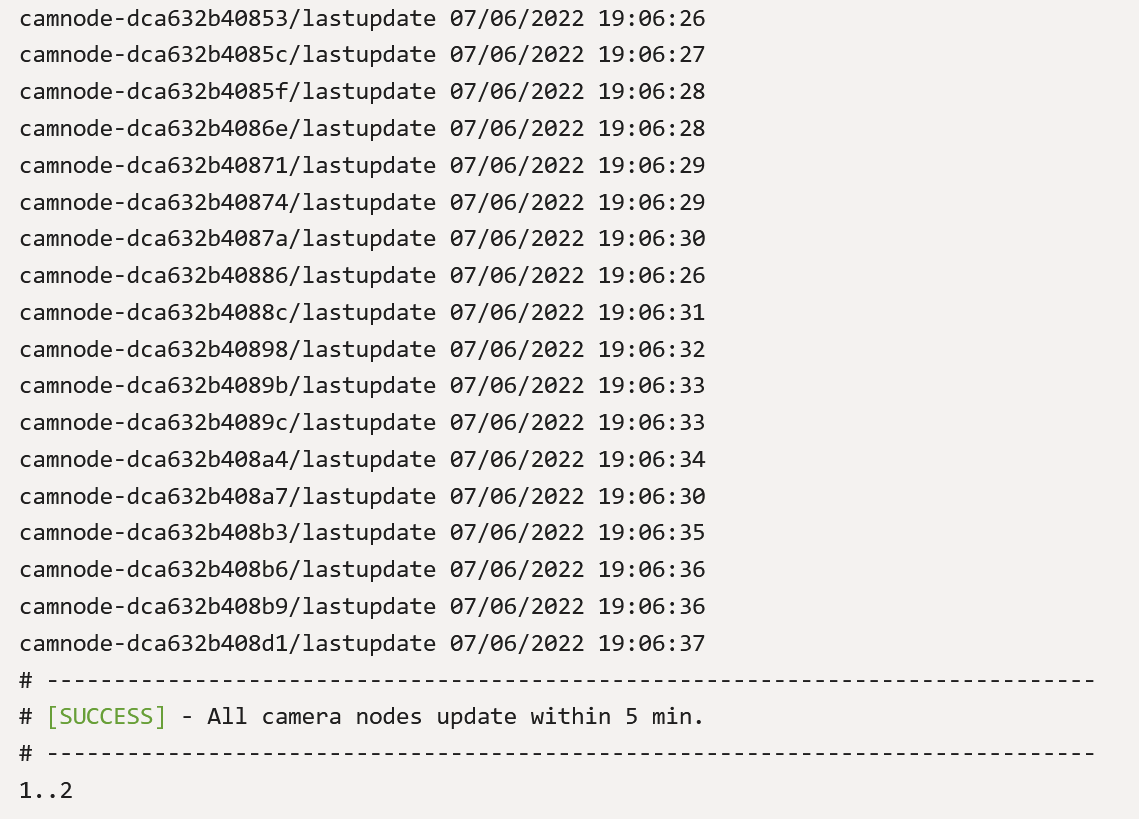 camnode-dca632b40853/lastupdate 07/06/2022 19:06:26
camnode-dca632b4085c/lastupdate 07/06/2022 19:06:27
camnode-dca632b4085f/lastupdate 07/06/2022 19:06:28
camnode-dca632b4086e/lastupdate 07/06/2022 19:06:28
camnode-dca632b40871/lastupdate 07/06/2022 19:06:29
camnode-dca632b40874/lastupdate 07/06/2022 19:06:29
camnode-dca632b4087a/lastupdate 07/06/2022 19:06:30
camnode-dca632b40886/lastupdate 07/06/2022 19:06:26
camnode-dca632b4088c/lastupdate 07/06/2022 19:06:31
camnode-dca632b40898/lastupdate 07/06/2022 19:06:32
camnode-dca632b4089b/lastupdate 07/06/2022 19:06:33
camnode-dca632b4089c/lastupdate 07/06/2022 19:06:33
camnode-dca632b408a4/lastupdate 07/06/2022 19:06:34
camnode-dca632b408a7/lastupdate 07/06/2022 19:06:30
camnode-dca632b408b3/lastupdate 07/06/2022 19:06:35
camnode-dca632b408b6/lastupdate 07/06/2022 19:06:36
camnode-dca632b408b9/lastupdate 07/06/2022 19:06:36
camnode-dca632b408d1/lastupdate 07/06/2022 19:06:37
# ------------------------------------------------------------------------------
# [SUCCESS] - All camera nodes update within 5 min.
# ------------------------------------------------------------------------------
1..2